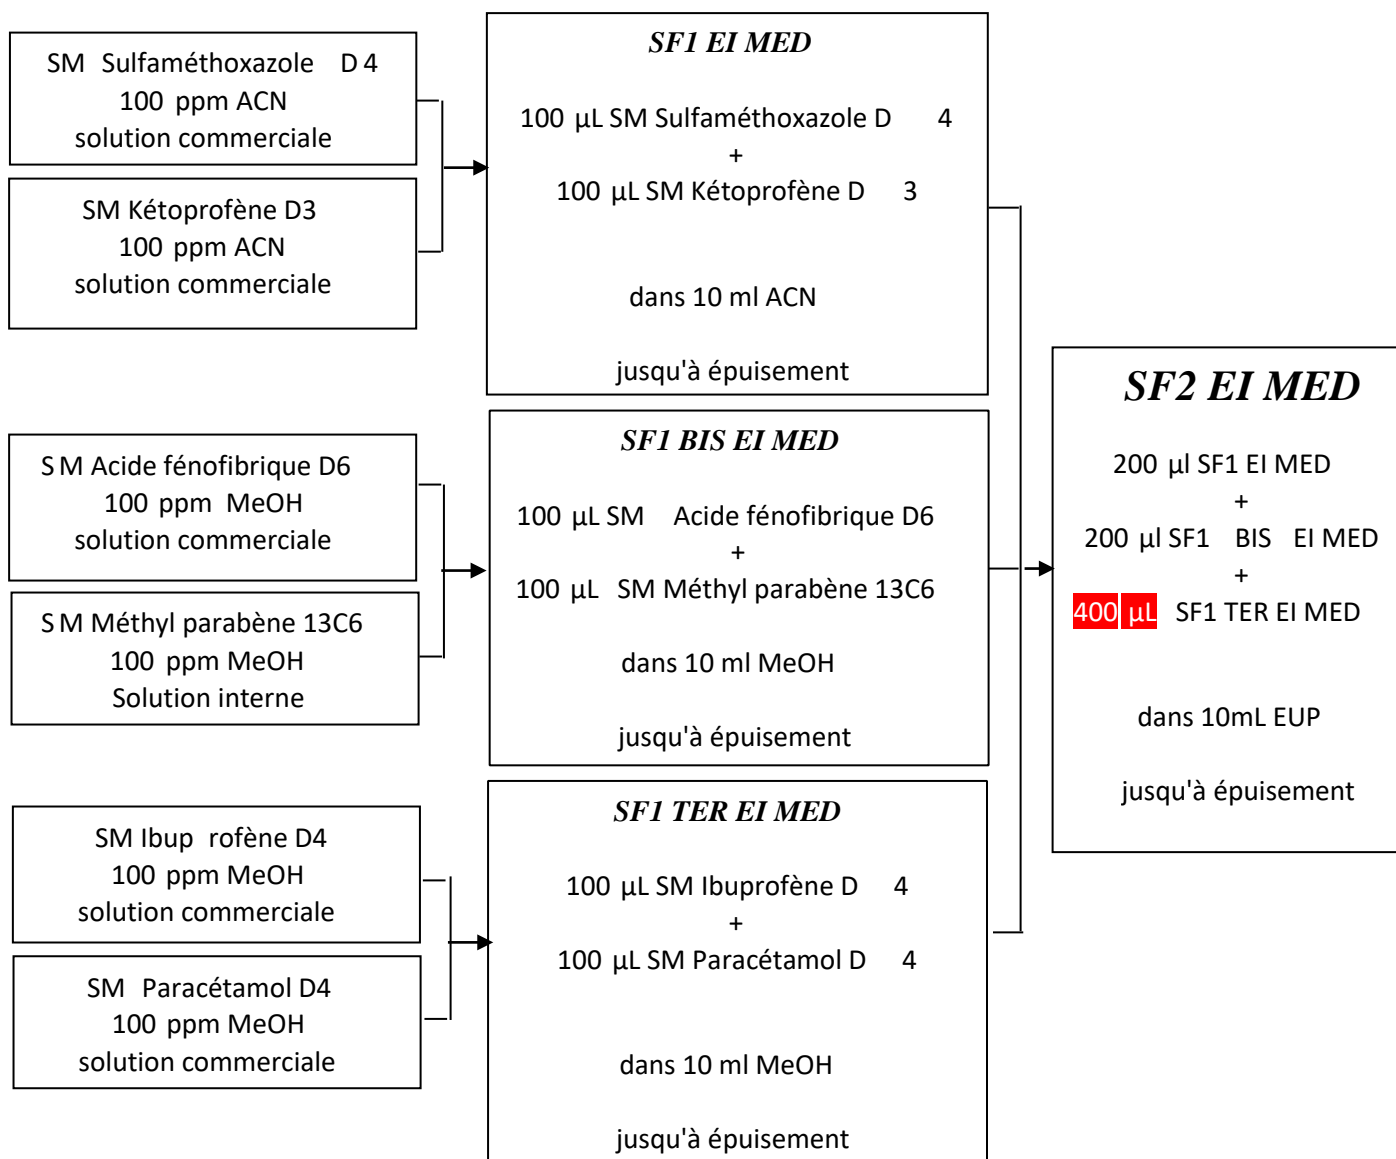 SM Sulfaméthoxazole D 4
100 ppm ACN
solution commerciale
SM Kétoprofène D3
100 ppm ACN
solution commerciale
SF1 EI MED
100 µL SM Sulfaméthoxazole D 4
+
100 µL SM Kétoprofène D 3
dans 10 ml ACN
jusqu'à épuisement
SM Acide fénofibrique D6
100 ppm MeOH
solution commerciale
SM Méthyl parabène 13C6
100 ppm MeOH
Solution interne
SF1 BIS EI MED
100 µL SM Acide fénofibrique D6
+
100 µL SM Méthyl parabène 13C6
dans 10 ml MeOH
jusqu'à épuisement
SM Ibup rofène D4
100 ppm MeOH
solution commerciale
SM Paracétamol D4
100 ppm MeOH
solution commerciale
SF1 TER EI MED
100 µL SM Ibuprofène D 4
+
100 µL SM Paracétamol D 4
dans 10 ml MeOH
jusqu'à épuisement
SF2 EI MED
200 µl SF1 EI MED
+
200 µl SF1 BIS EI MED
+
400 µL SF1 TER EI MED
dans 10mL EUP
jusqu'à épuisement